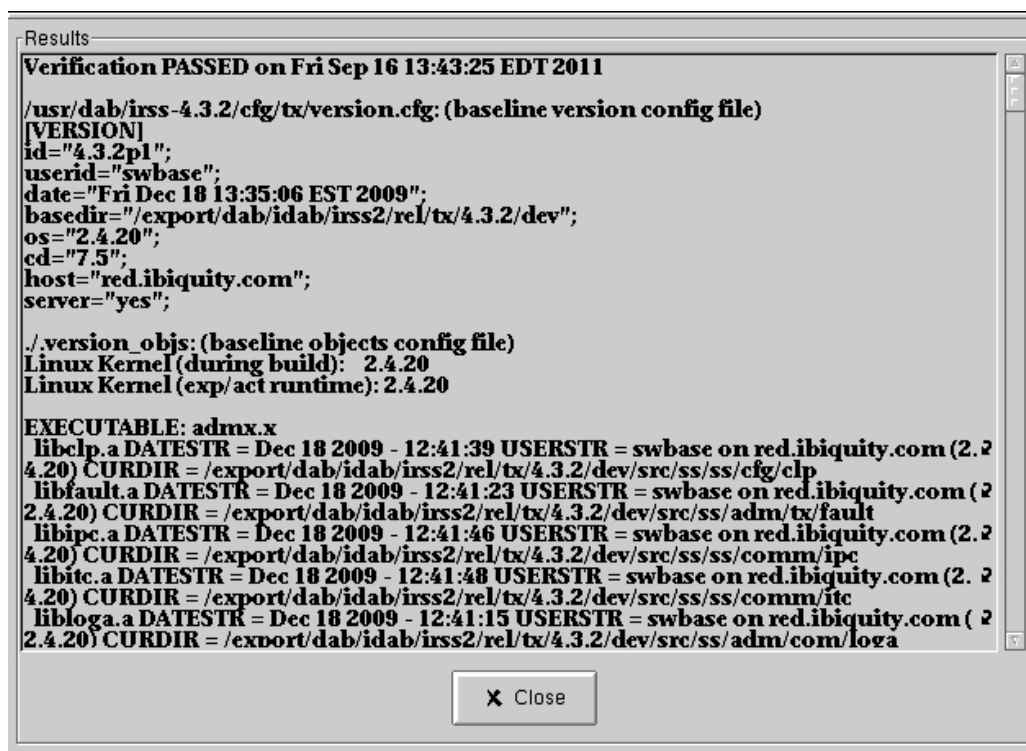 Results
Verification PASSED on Fri Sep 16 13:43:25 EDT 2011
/usr/dab/irss-4.3.2/cfg/tx/version.cfg: (baseline version config file)
[VERSION]
id="4.3.2p1";
userid="swbase";
date="Fri Dec 18 13:35:06 EST 2009";
basedir="/export/dab/idab/irss2/rel/tx/4.3.2/dev";
os="2.4.20";
cd="7.5";
host="red.ibiquity.com";
server="yes";
./.version_objs: (baseline objects config file)
Linux Kernel (during build): 2.4.20
Linux Kernel (exp/act runtime): 2.4.20
EXECUTABLE: admx.x
libclp.a DATESTR = Dec 18 2009 - 12:41:39 USERSTR = swbase on red.ibiquity.com (2.
4.20) CURDIR = /export/dab/idab/irss2/rel/tx/4.3.2/dev/src/ss/ss/cfg/clp
libfault.a DATESTR = Dec 18 2009 - 12:41:23 USERSTR = swbase on red.ibiquity.com (
2.4.20) CURDIR = /export/dab/idab/irss2/rel/tx/4.3.2/dev/src/ss/adm/tx/fault
libipc.a DATESTR = Dec 18 2009 - 12:41:46 USERSTR = swbase on red.ibiquity.com (2.
4.20) CURDIR = /export/dab/idab/irss2/rel/tx/4.3.2/dev/src/ss/ss/comm/ipc
libitc.a DATESTR = Dec 18 2009 - 12:41:48 USERSTR = swbase on red.ibiquity.com (2.
4.20) CURDIR = /export/dab/idab/irss2/rel/tx/4.3.2/dev/src/ss/ss/comm/itc
libloga.a DATESTR = Dec 18 2009 - 12:41:15 USERSTR = swbase on red.ibiquity.com (
2.4.20) CURDIR = /export/dab/idab/irss2/rel/tx/4.3.2/dev/src/ss/adm/com/loga
Close